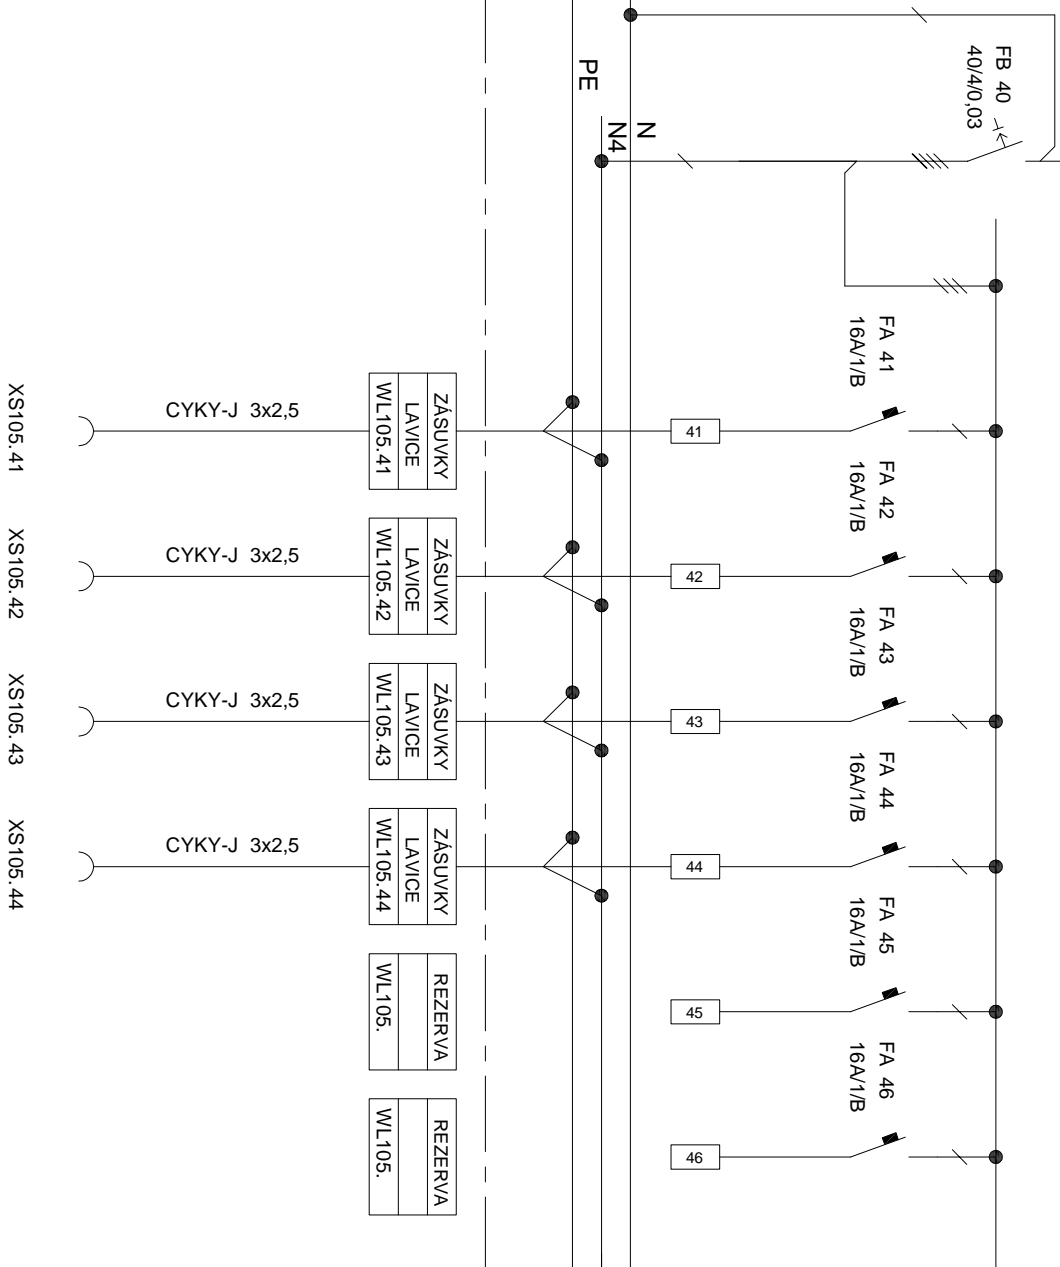 FB 40
40/4/0,03
PE
N4
N
FA 41
16A/1/B
FA 42
16A/1/B
FA 43
16A/1/B
FA 44
16A/1/B
FA 45
16A/1/B
FA 46
16A/1/B
41
42
43
44
45
46
ZÁSUVKY
LAVICE
WL105.41
ZÁSUVKY
LAVICE
WL105.42
ZÁSUVKY
LAVICE
WL105.43
ZÁSUVKY
LAVICE
WL105.44
REZERVA
WL105.
REZERVA
WL105.
CYKY-J 3x2,5
CYKY-J 3x2,5
CYKY-J 3x2,5
CYKY-J 3x2,5
XS105.41
XS105.42
XS105.43
XS105.44